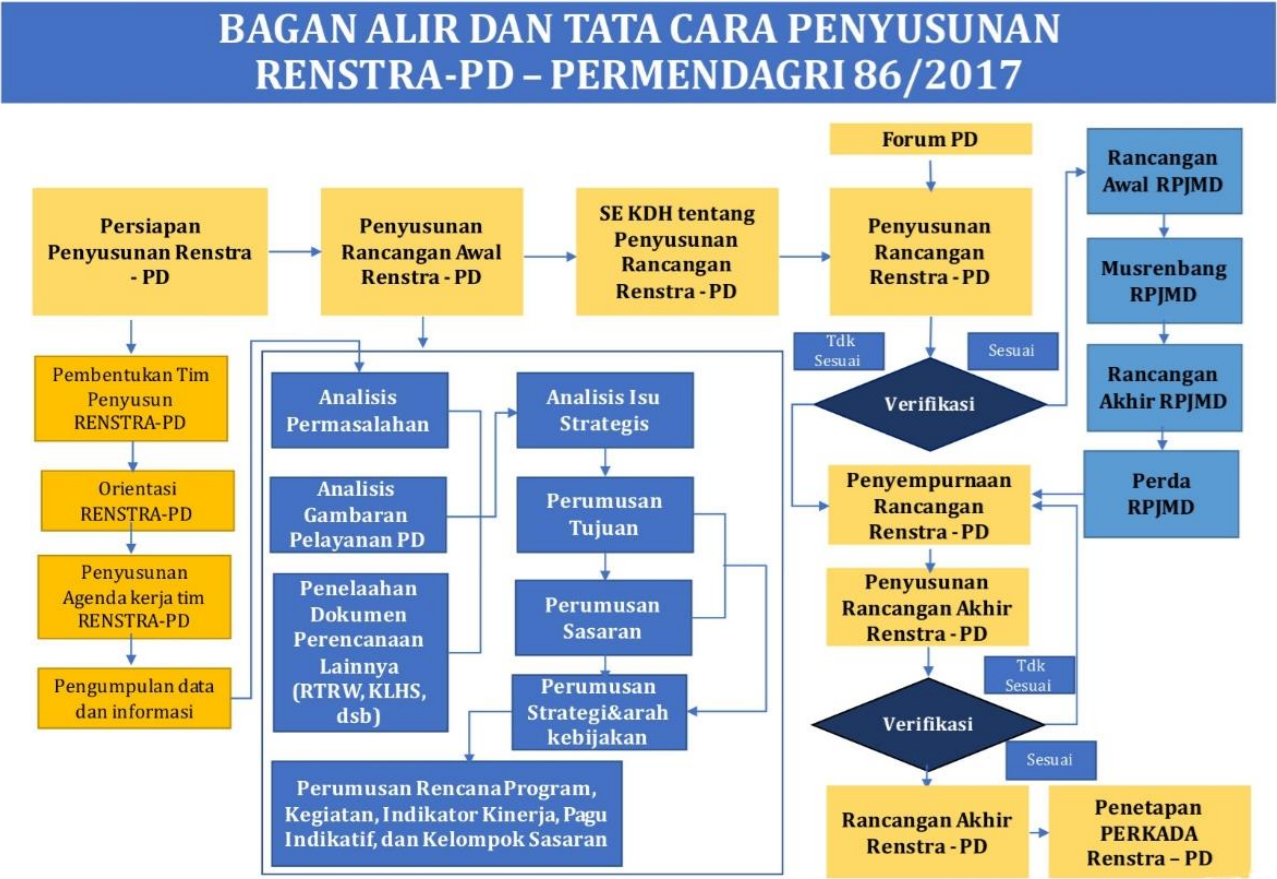 BAGAN ALIR DAN TATA CARA PENYUSUNAN
RENSTRA-PD – PERMENDAGRI 86/2017
Persiapan
Penyusunan Renstra
- PD
Penyusunan
Rancangan Awal
Renstra - PD
SE KDH tentang
Penyusunan
Rancangan
Renstra - PD
Forum PD
Penyusunan
Rancangan
Renstra - PD
Rancangan
Awal RPJMD
Musrenbang
RPJMD
Rancangan
Akhir RPJMD
Perda
RPJMD
Pembentukan Tim
Penyusun
RENSTRA-PD
Orientasi
RENSTRA-PD
Penyusunan
Agenda kerja tim
RENSTRA-PD
Pengumpulan data
dan informasi
Analisis
Permasalahan
Analisis
Gambaran
Pelayanan PD
Penelaahan
Dokumen
Perencanaan
Lainnya
(RTRW, KLHS,
dsb)
Analisis Isu
Strategis
Perumusan
Tujuan
Perumusan
Sasaran
Perumusan
Strategi&arah
kebijakan
Perumusan Rencana Program,
Kegiatan, Indikator Kinerja, Pagu
Indikatif, dan Kelompok Sasaran
Tdk
Sesuai
Sesuai
Verifikasi
Penyempurnaan
Rancangan
Renstra - PD
Penyusunan
Rancangan Akhir
Renstra - PD
Tdk
Sesuai
Verifikasi
Sesuai
Rancangan Akhir
Renstra - PD
Penetapan
PERKADA
Renstra – PD